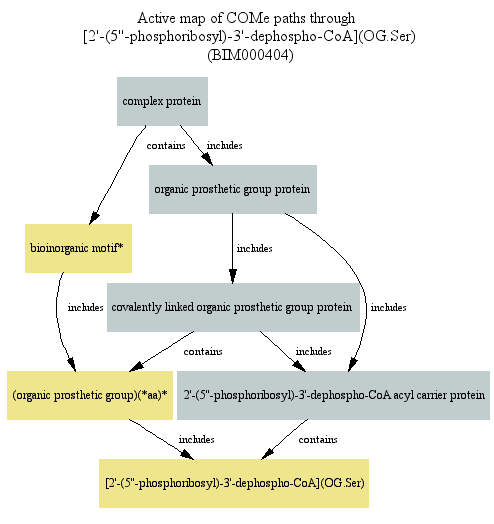 Active map of COMe paths through
[2'-(5"-phosphoribosyl)-3'-dephospho-CoA](OG.Ser)
(BIM000404)
complex protein
contains
includes
organic prosthetic group protein
bioinorganic motif*
includes
covalently linked organic prosthetic group protein
includes
includes
contains
includes
(organic prosthetic group)(*aa)*
2'-(5"-phosphoribosyl)-3'-dephospho-CoA acyl carrier protein
includes
contains
[2'-(5"-phosphoribosyl)-3'-dephospho-CoA](OG.Ser)